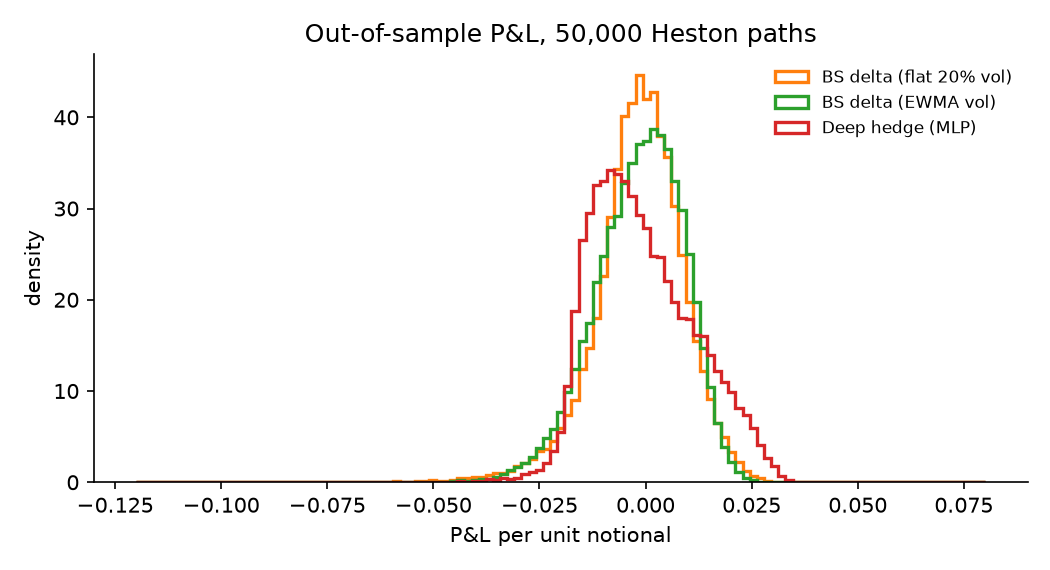 Out-of-sample P&L, 50,000 Heston paths
BS delta (flat 20% vol)
BS delta (EWMA vol)
Deep hedge (MLP)
density
40
30
20
10
0
−0.125 −0.100 −0.075 −0.050 −0.025 0.000 0.025 0.050 0.075
P&L per unit notional